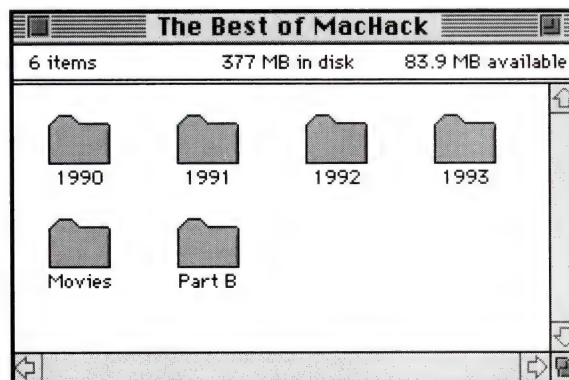 The Best of MacHack
6 items 377 MB in disk 83.9 MB available
1990 1991 1992 1993
Movies Part B